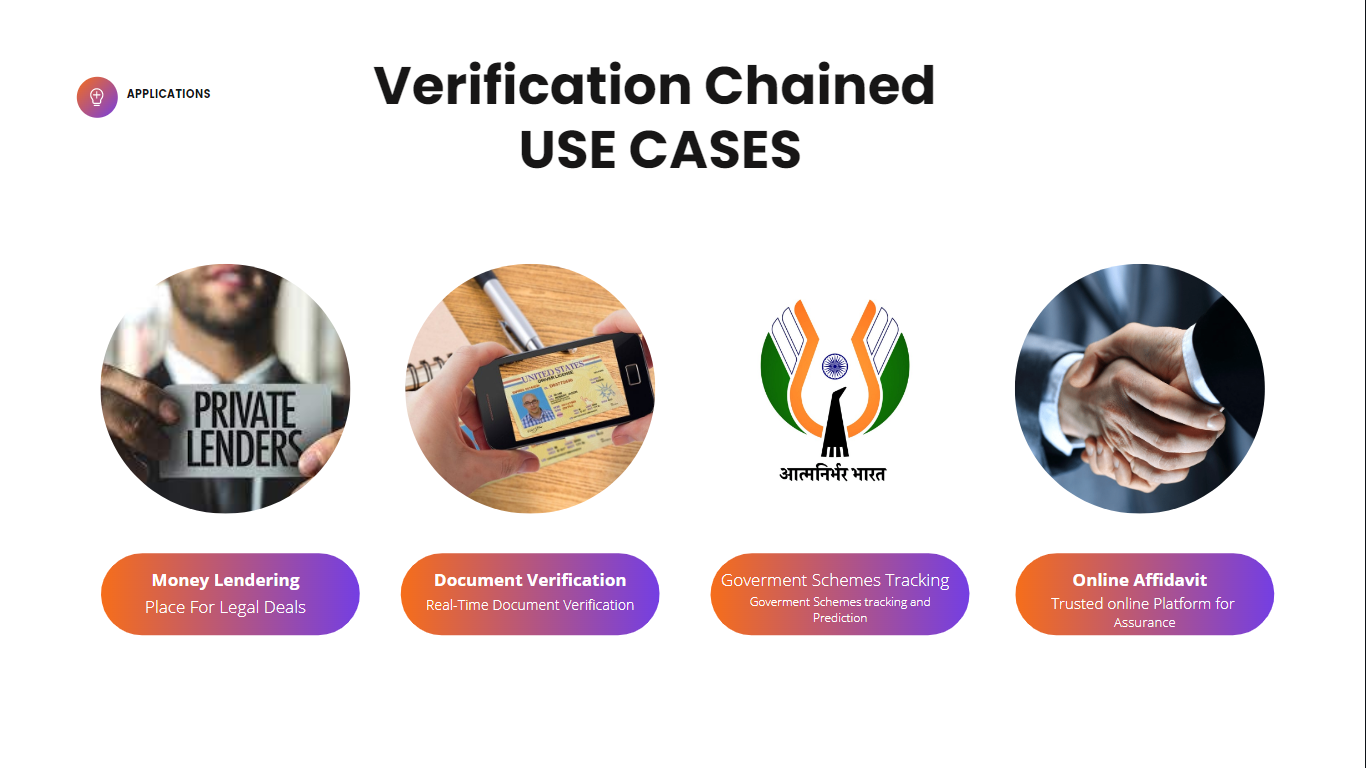 APPLICATIONS
Verification Chained
USE CASES
PRIVATE
LENDERS
UNITED STATES
DRIVER LICENSE
आत्मनिर्भर भारत
Money Lendering
Place For Legal Deals
Document Verification
Real-Time Document Verification
Goverment Schemes Tracking
Goverment Schemes tracking and
Prediction
Online Affidavit
Trusted online Platform for
Assurance